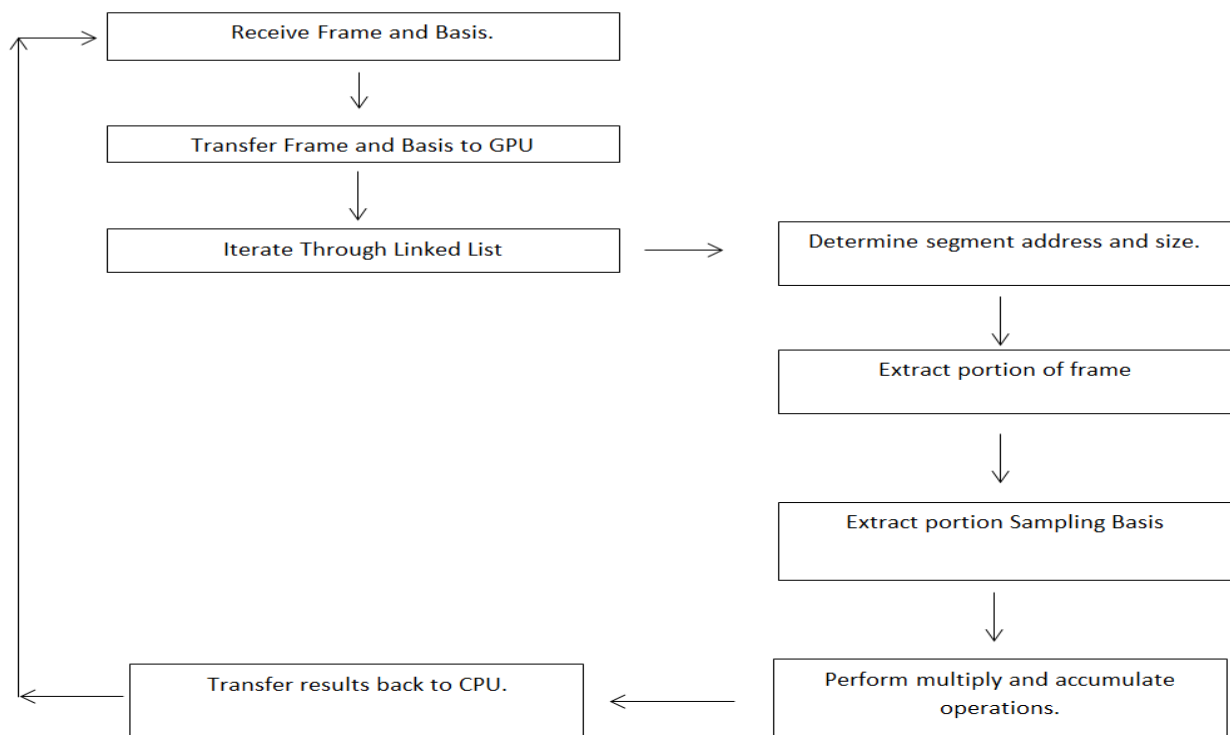 Receive Frame and Basis.
Transfer Frame and Basis to GPU
Iterate Through Linked List
Determine segment address and size.
Extract portion of frame
Extract portion Sampling Basis
Perform multiply and accumulate
operations.
Transfer results back to CPU.